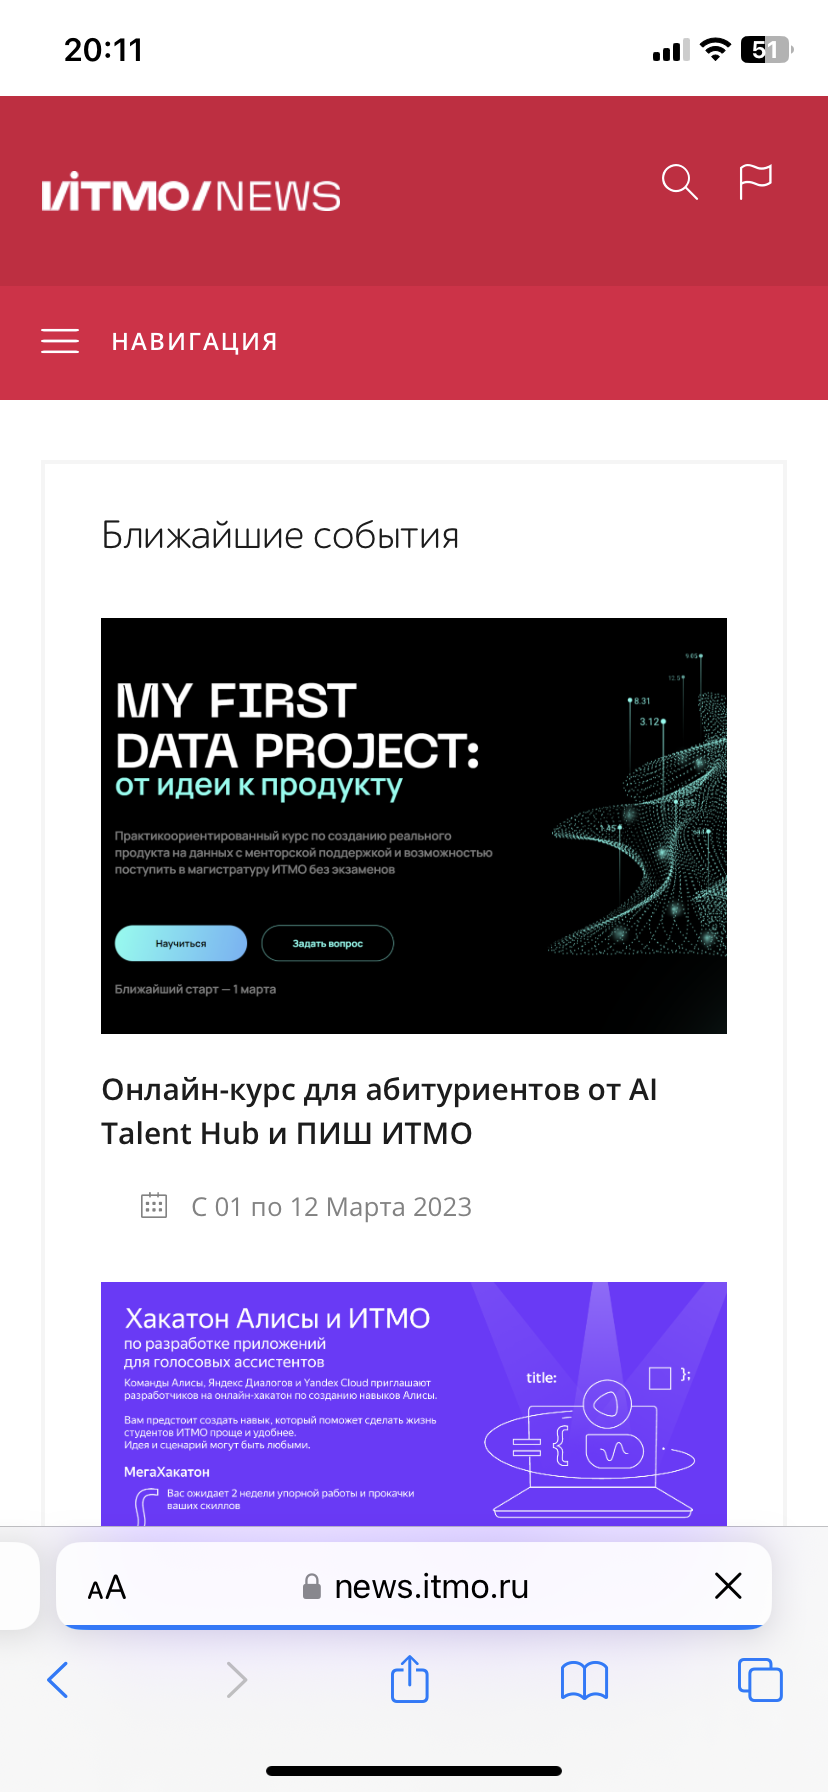 20:11
51
ИТМО/NEWS
НАВИГАЦИЯ
Ближайшие события
MY FIRST
DATA PROJECT:
от идеи к продукту
Практикоориентированный курс по созданию реального
продукта на данных с менторской поддержкой и возможностью
поступить в магистратуру ИТМО без экзаменов
Научиться
Задать вопрос
Ближайший старт — 1 марта
9.65
12.5
8.31
3.12
Онлайн-курс для абитуриентов от AI
Talent Hub и ПИШ ИТМО
С 01 по 12 Марта 2023
Хакатон Алисы и ИТМО
по разработке приложений
для голосовых ассистентов
Команды Алисы, Яндекс Диалогов и Yandex Cloud приглашают
разработчиков на онлайн-хакатон по созданию навыков Алисы.
Вам предстоит создать навык, который поможет сделать жизнь
студентов ИТМО проще и удобнее.
Идея и сценарий могут быть любыми.
МегаХакатон
Вас ожидает 2 недели упорной работы и прокачки
ваших скиллов
title:
};
= {
AA
news.itmo.ru